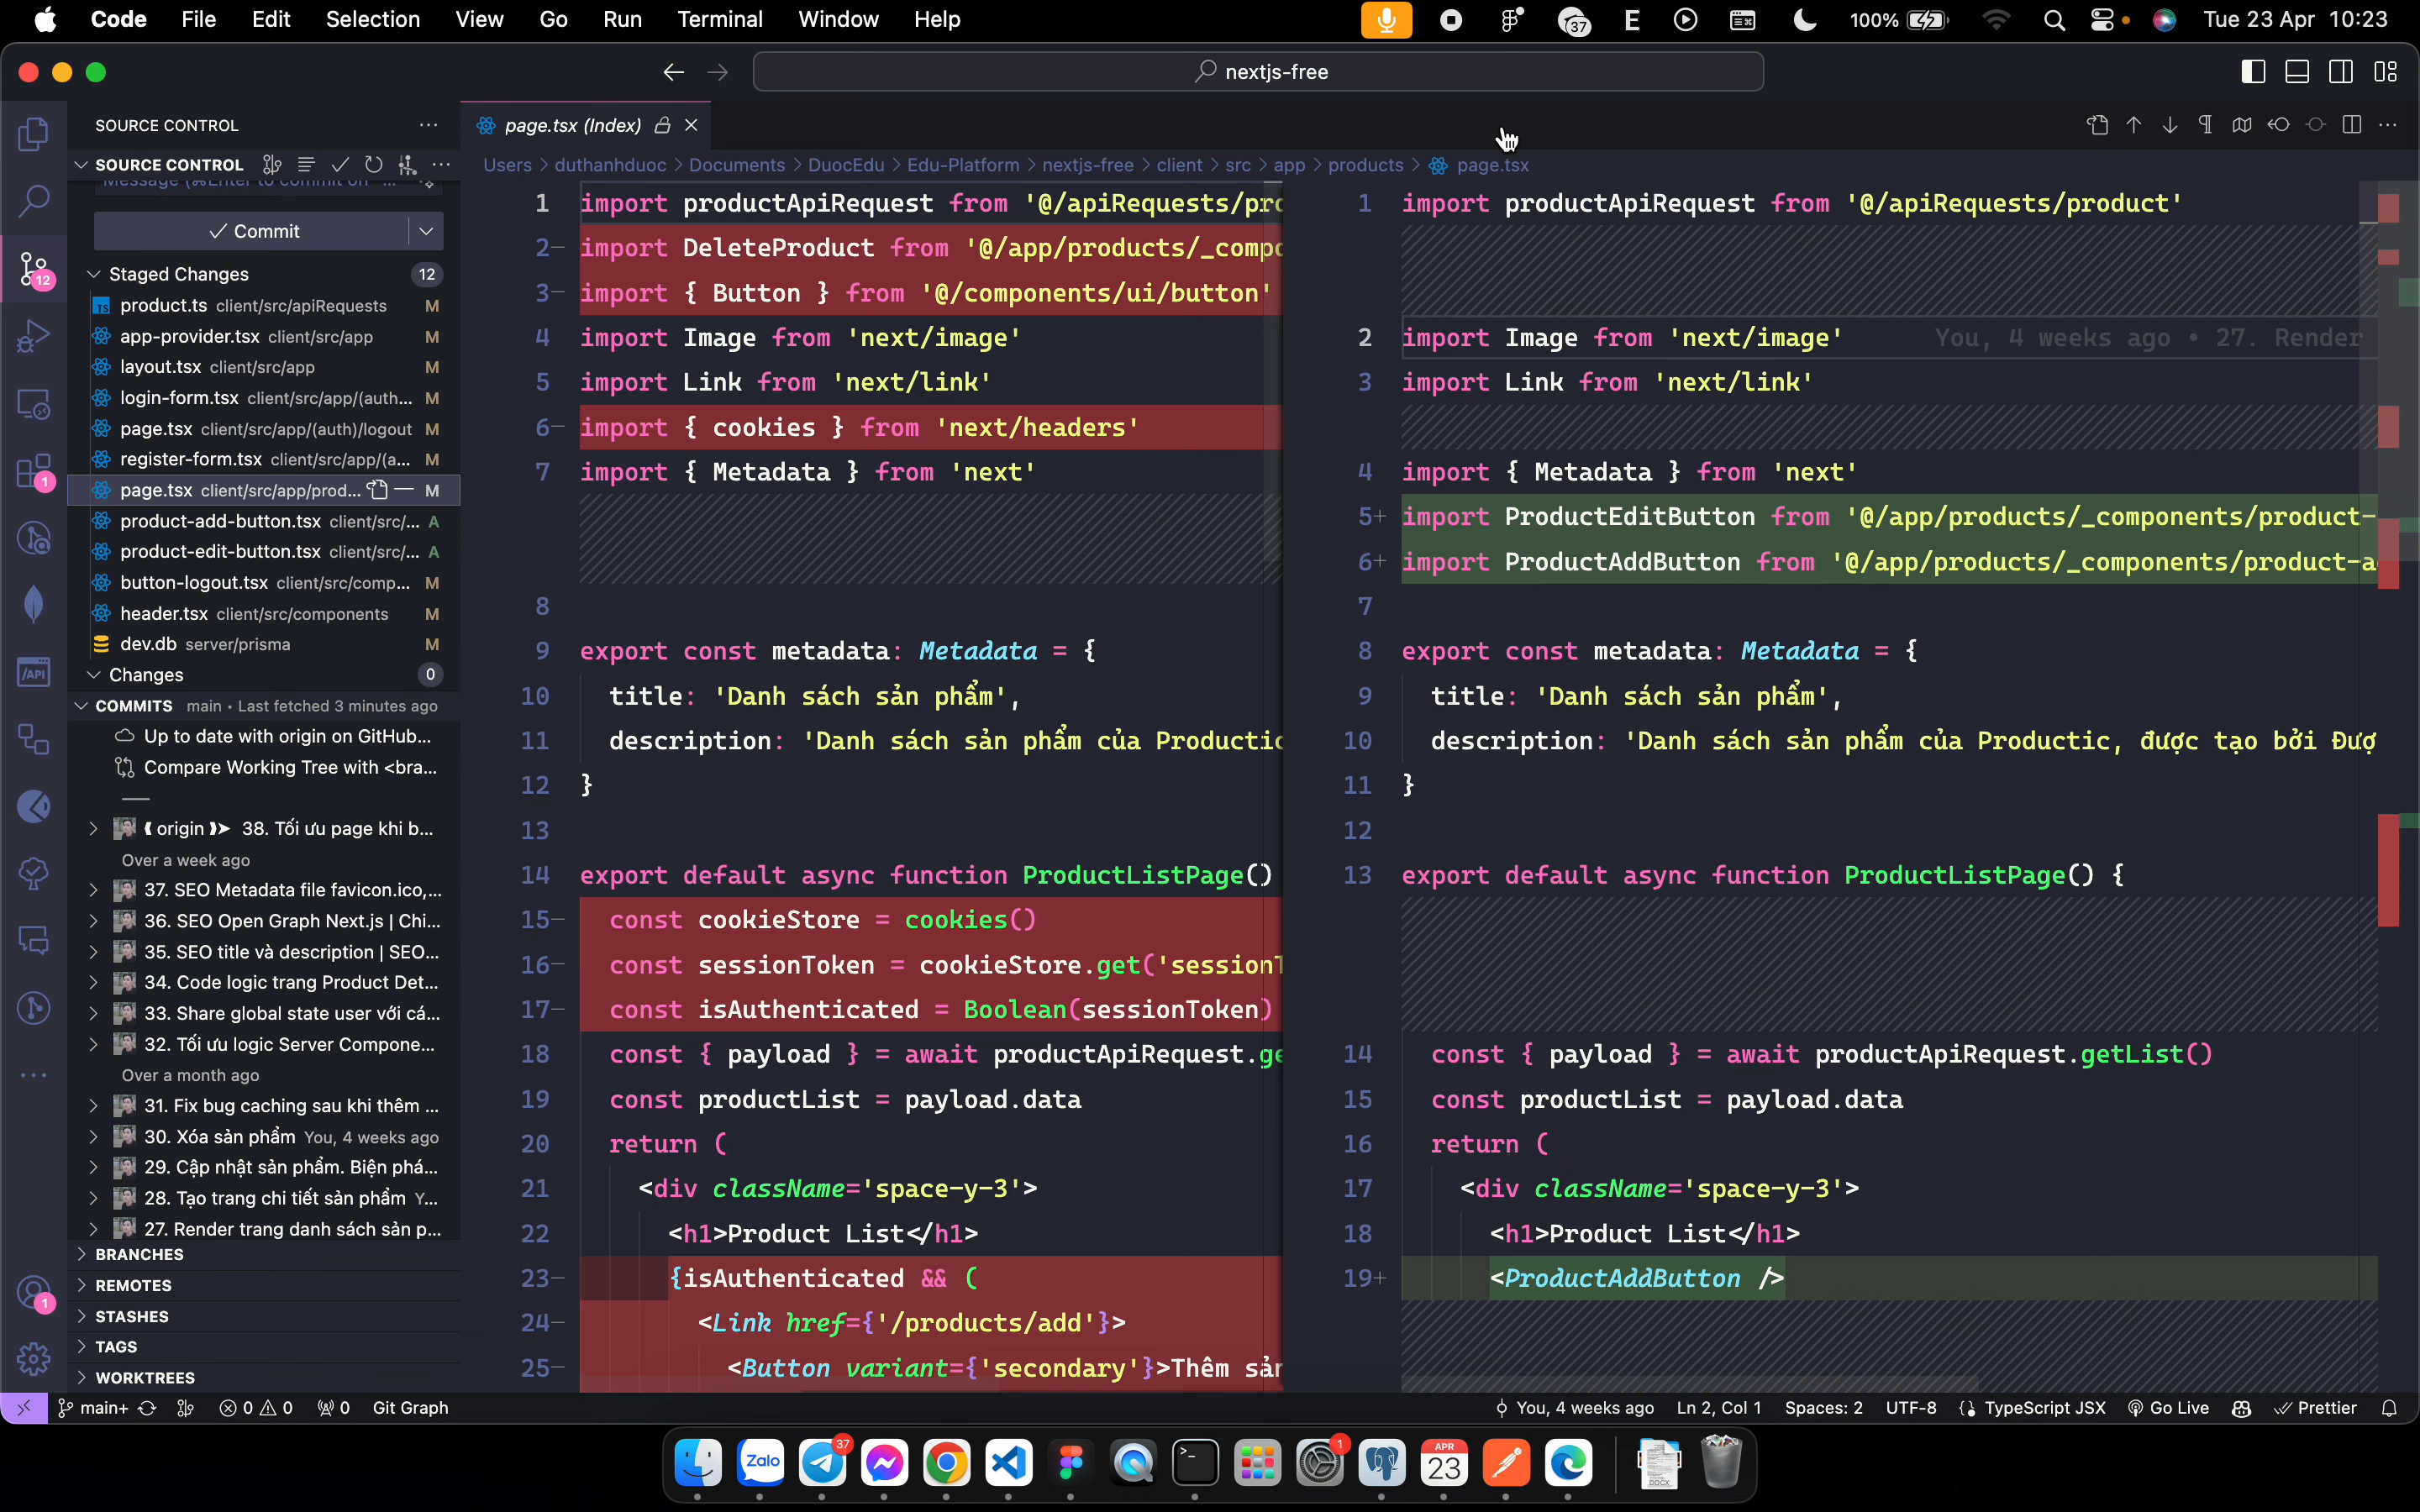 Code File Edit Selection View Go Run Terminal Window Help
37 E 100% Tue 23 Apr 10:23
nextjs-free
SOURCE CONTROL
SOURCE CONTROL
Commit
Staged Changes 12
product.ts client/src/apiRequests M
app-provider.tsx client/src/app M
layout.tsx client/src/app M
login-form.tsx client/src/app/(auth... M
page.tsx client/src/app/(auth)/logout M
register-form.tsx client/src/app/(a... M
page.tsx client/src/app/prod... M
product-add-button.tsx client/src/... A
product-edit-button.tsx client/src/... A
button-logout.tsx client/src/comp... M
header.tsx client/src/components M
dev.db server/prisma M
Changes 0
COMMITS main • Last fetched 3 minutes ago
Up to date with origin on GitHub...
Compare Working Tree with <bra...
origin 38. Tối ưu page khi b...
Over a week ago
37. SEO Metadata file favicon.ico,...
36. SEO Open Graph Next.js | Chi...
35. SEO title và description | SEO...
34. Code logic trang Product Det...
33. Share global state user với cá...
32. Tối ưu logic Server Compone...
Over a month ago
31. Fix bug caching sau khi thêm ...
30. Xóa sản phẩm You, 4 weeks ago
29. Cập nhật sản phẩm. Biện phá...
28. Tạo trang chi tiết sản phẩm Y...
27. Render trang danh sách sản p...
BRANCHES
REMOTES
STASHES
TAGS
WORKTREES
12
1
/API
1
page.tsx (Index)
Users > duthanhduoc > Documents > DuocEdu > Edu-Platform > nextjs-free > client > src > app > products > page.tsx
1 import productApiRequest from '@/apiRequests/pro
2- import DeleteProduct from '@/app/products/_compo
3- import { Button } from '@/components/ui/button'
4 import Image from 'next/image'
5 import Link from 'next/link'
6- import { cookies } from 'next/headers'
7 import { Metadata } from 'next'
8
9 export const metadata: Metadata = {
10 title: 'Danh sách sản phẩm',
11 description: 'Danh sách sản phẩm của Productic
12 }
13
14 export default async function ProductListPage()
15- const cookieStore = cookies()
16- const sessionToken = cookieStore.get('sessionT
17- const isAuthenticated = Boolean(sessionToken)
18 const { payload } = await productApiRequest.ge
19 const productList = payload.data
20 return (
21 <div className='space-y-3'>
22 <h1>Product List</h1>
23- {isAuthenticated && (
24- <Link href={'/products/add'}>
25- <Button variant={'secondary'}>Thêm sản
1 import productApiRequest from '@/apiRequests/product'
2 import Image from 'next/image' You, 4 weeks ago • 27. Render
3 import Link from 'next/link'
4 import { Metadata } from 'next'
5+ import ProductEditButton from '@/app/products/_components/product-
6+ import ProductAddButton from '@/app/products/_components/product-a
7
8 export const metadata: Metadata = {
9 title: 'Danh sách sản phẩm',
10 description: 'Danh sách sản phẩm của Productic, được tạo bởi Đượ
11 }
12
13 export default async function ProductListPage() {
14 const { payload } = await productApiRequest.getList()
15 const productList = payload.data
16 return (
17 <div className='space-y-3'>
18 <h1>Product List</h1>
19+ <ProductAddButton />
main+ 0 0 0 Git Graph You, 4 weeks ago Ln 2, Col 1 Spaces: 2 UTF-8 TypeScript JSX Go Live Prettier
Zalo 37 1 APR 23 DOCX